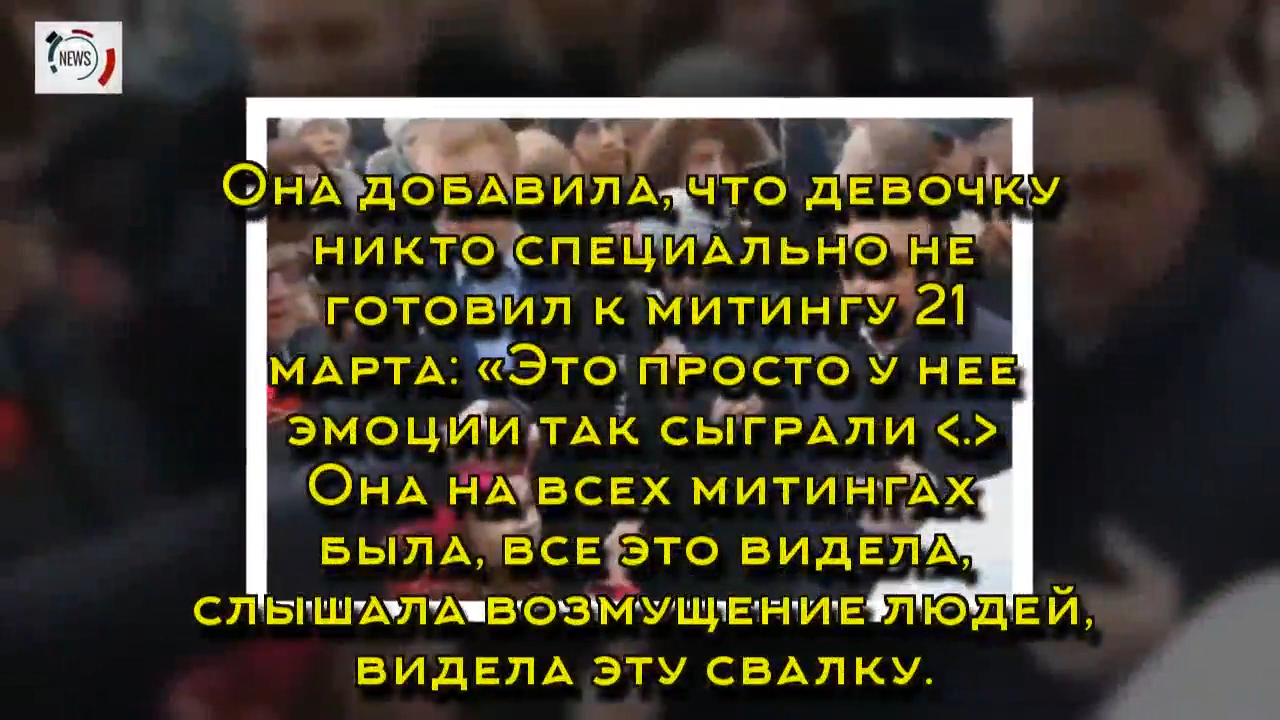 NEWS
Она добавила, что девочку
никто специально не
готовил к митингу 21
марта: «Это просто у нее
эмоции так сыграли <.>
Она на всех митингах
была, все это видела,
слышала возмущение людей,
видела эту свалку.